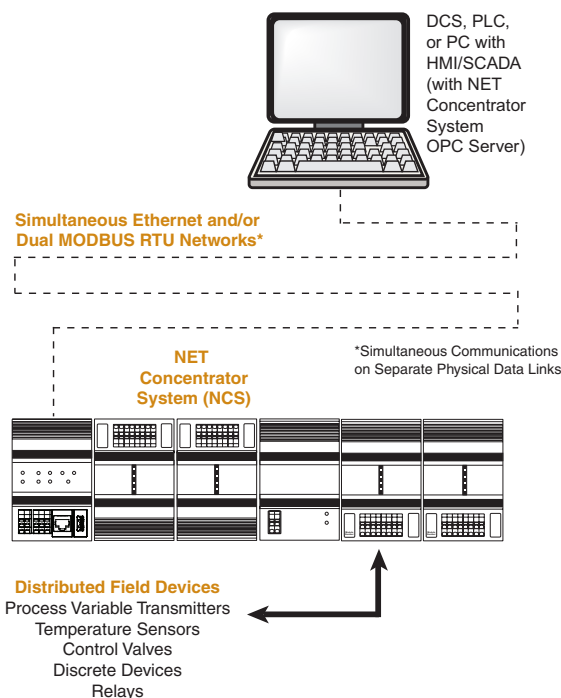 DCS, PLC,
or PC with
HMI/SCADA
(with NET
Concentrator
System
OPC Server)
Simultaneous Ethernet and/or
Dual MODBUS RTU Networks*
*Simultaneous Communications
on Separate Physical Data Links
NET
Concentrator
System (NCS)
Distributed Field Devices
Process Variable Transmitters
Temperature Sensors
Control Valves
Discrete Devices
Relays